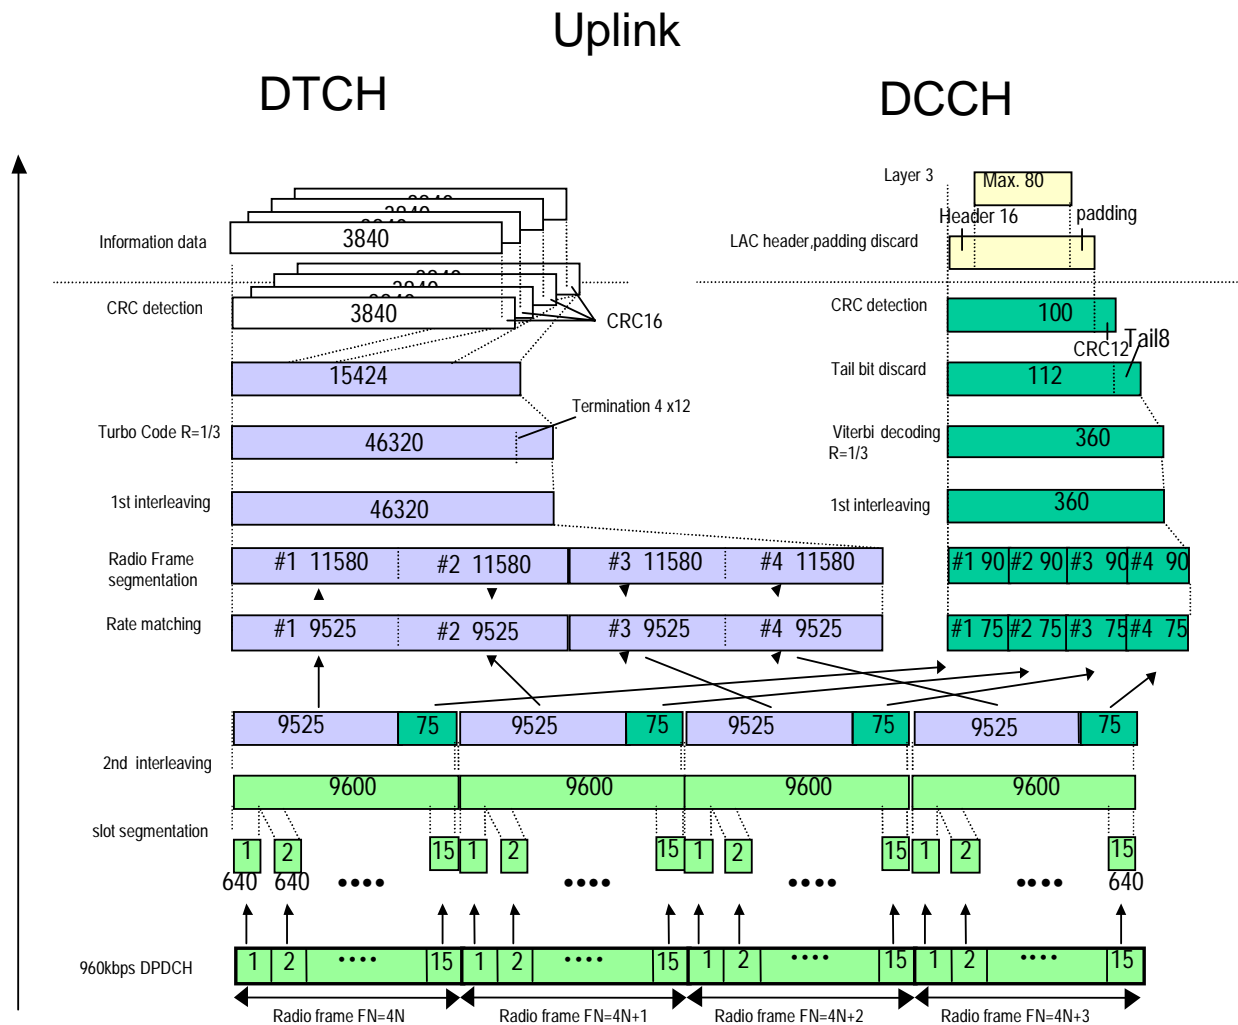 Uplink
DTCH
DCCH
Layer 3
Max. 80
Header 16
padding
Information data
3840
LAC header,padding discard
CRC detection
3840
CRC16
CRC detection
100
CRC12
Tail8
15424
Tail bit discard
112
Termination 4 x12
Turbo Code R=1/3
46320
Viterbi decoding
R=1/3
360
1st interleaving
46320
1st interleaving
360
Radio Frame
segmentation
#1 11580
#2 11580
#3 11580
#4 11580
#1 90
#2 90
#3 90
#4 90
Rate matching
#1 9525
#2 9525
#3 9525
#4 9525
#1 75
#2 75
#3 75
#4 75
9525
75
9525
75
9525
75
9525
75
2nd interleaving
9600
9600
9600
9600
slot segmentation
1
2
15
1
2
15
1
2
15
1
2
15
640
640
640
960kbps DPDCH
1
2
15
1
2
15
1
2
15
1
2
15
Radio frame FN=4N
Radio frame FN=4N+1
Radio frame FN=4N+2
Radio frame FN=4N+3